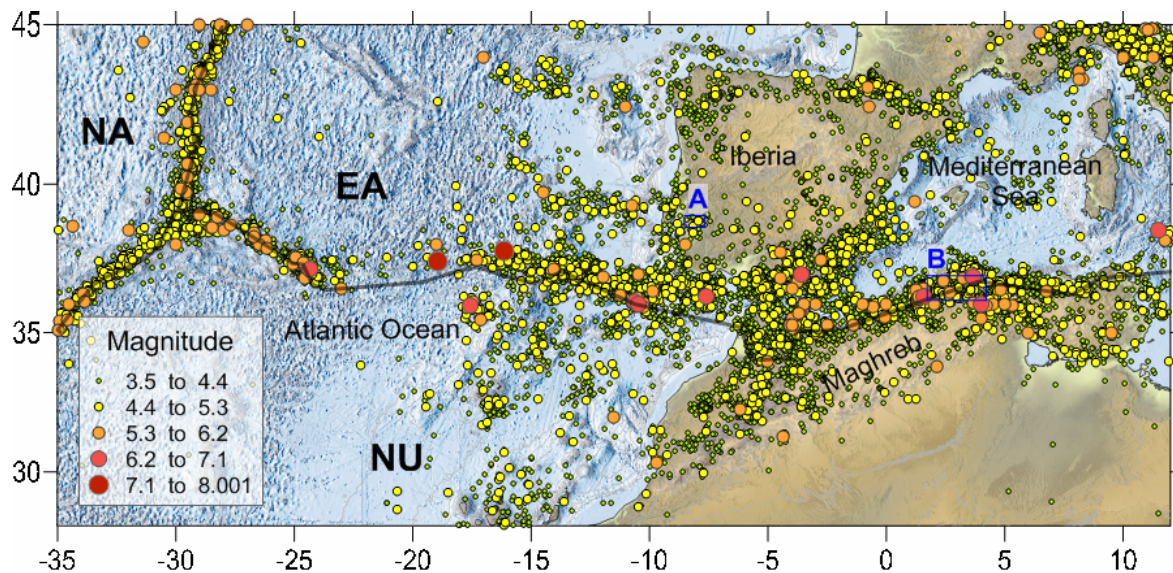 45
40
35
30
NA
EA
NU
Iberia
Mediterranean
Sea
A
B
Atlantic Ocean
Maghreb
Magnitude
3.5 to 4.4
4.4 to 5.3
5.3 to 6.2
6.2 to 7.1
7.1 to 8.001
-35 -30 -25 -20 -15 -10 -5 0 5 10